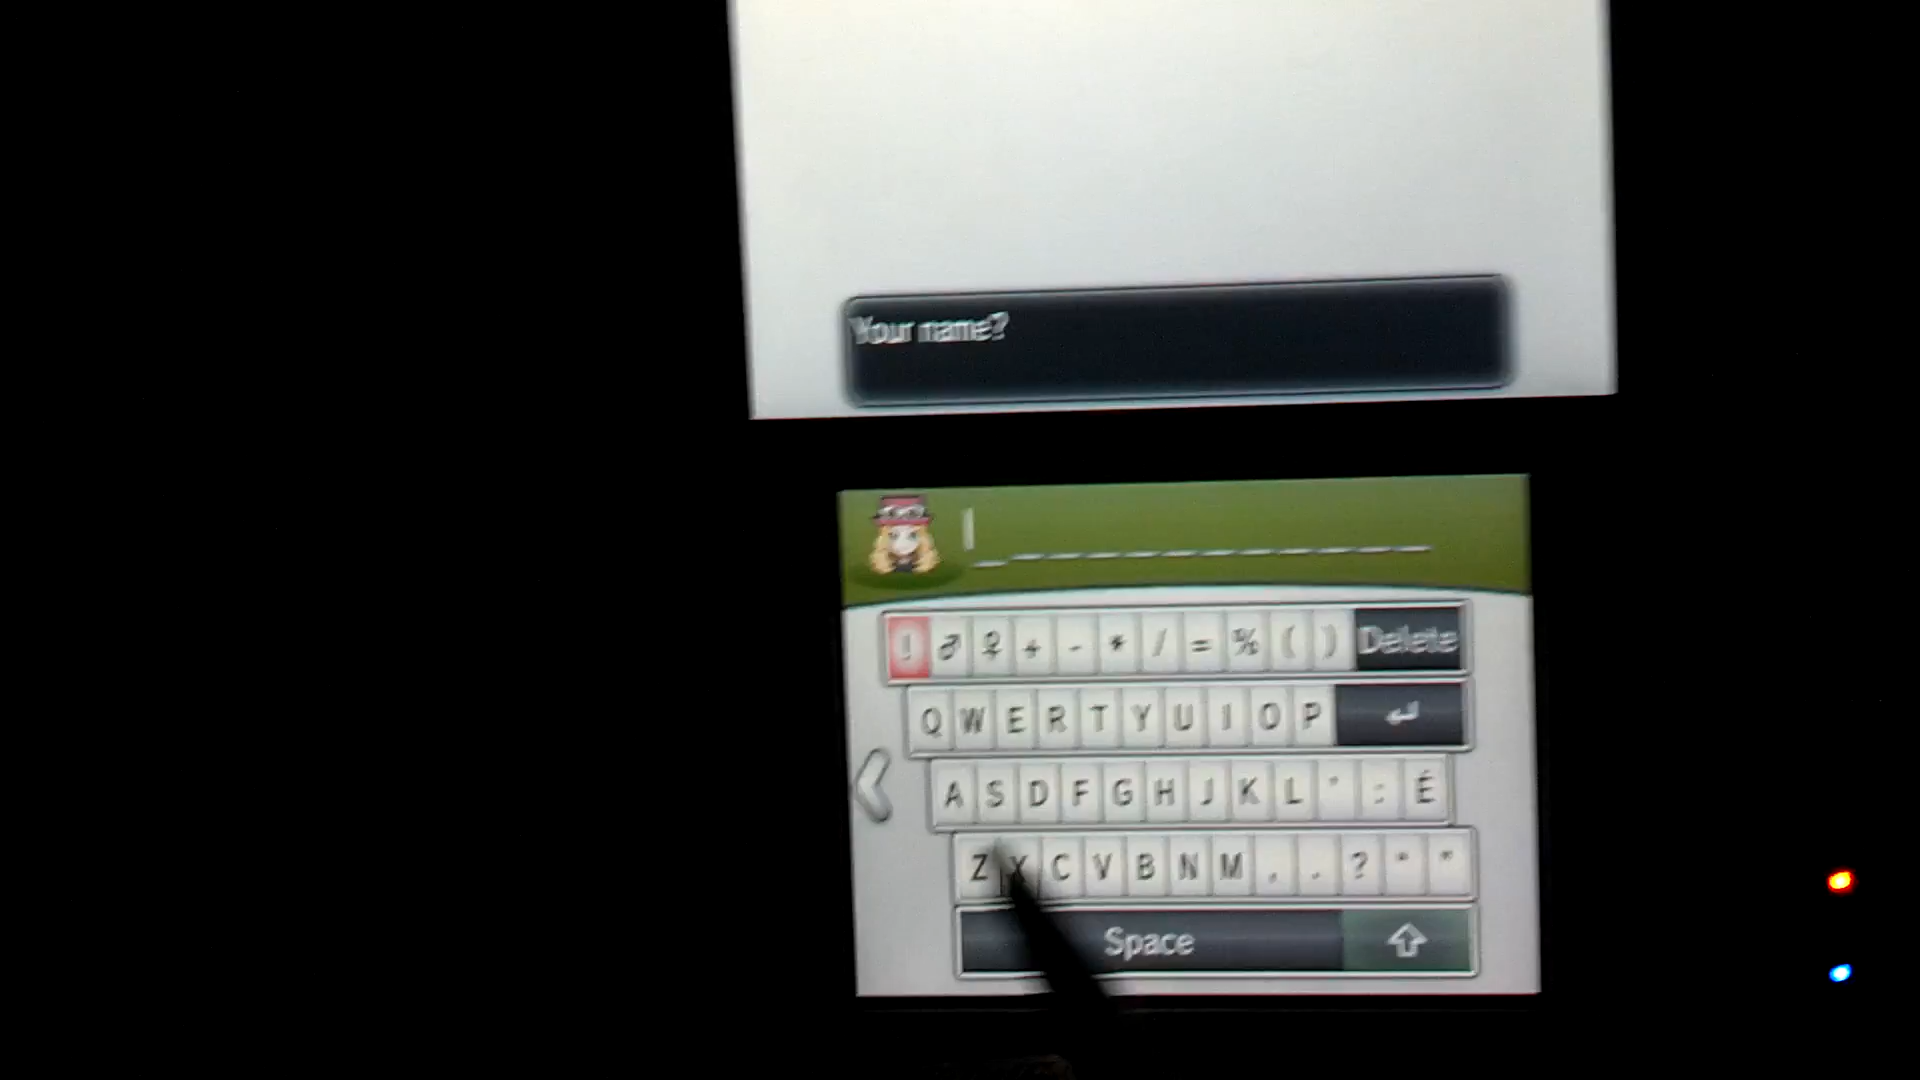 Your name?
! ♂ ♀ + - * / = % ( ) Delete
Q W E R T Y U I O P
A S D F G H J K L ' : É
Z X C V B N M , . ? “ ”
Space